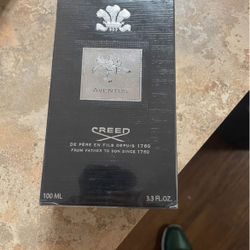 AVENTUS
CREED
DE PÈRE EN FILS DEPUIS 1760
FROM FATHER TO SON SINCE 1760
100 ML
3.3 FL.OZ.